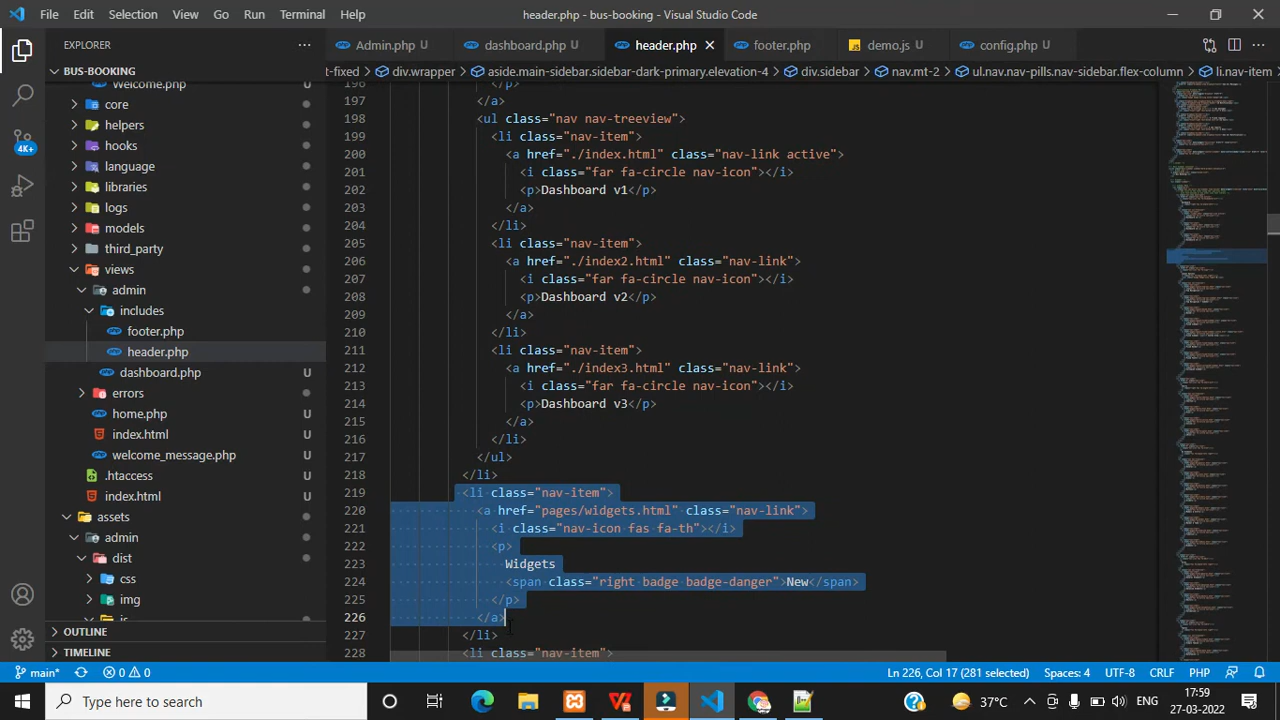 File Edit Selection View Go Run Terminal Help
header.php - bus-booking - Visual Studio Code
EXPLORER
Admin.php U
dashboard.php U
header.php
footer.php
demo.js U
config.php U
BUS-BOOKING
t-fixed > div.wrapper > aside.main-sidebar.sidebar-dark-primary.elevation-4 > div.sidebar > nav.mt-2 > ul.nav.nav-pills.nav-sidebar.flex-column > li.nav-item
welcome.php U
core
helpers
hooks
language
libraries
logs
models
third_party
views
admin
includes
footer.php
header.php
dashboard.php U
errors
home.php U
index.html U
welcome_message.php U
.htaccess U
index.html U
assets
admin
dist
css
img
js
OUTLINE
TIMELINE
4K+
196 </p>
197 </a>
198 <ul class="nav nav-treeview">
199 <li class="nav-item">
200 <a href="./index.html" class="nav-link active">
201 <i class="far fa-circle nav-icon"></i>
202 <p>Dashboard v1</p>
203 </a>
204 </li>
205 <li class="nav-item">
206 <a href="./index2.html" class="nav-link">
207 <i class="far fa-circle nav-icon"></i>
208 <p>Dashboard v2</p>
209 </a>
210 </li>
211 <li class="nav-item">
212 <a href="./index3.html" class="nav-link">
213 <i class="far fa-circle nav-icon"></i>
214 <p>Dashboard v3</p>
215 </a>
216 </li>
217 </ul>
218 </li>
219 <li class="nav-item">
220 <a href="pages/widgets.html" class="nav-link">
221 <i class="nav-icon fas fa-th"></i>
222 <p>
223 Widgets
224 <span class="right badge badge-danger">New</span>
225 </p>
226 </a>
227 </li>
228 <li class="nav-item">
main* 0 0
Ln 226, Col 17 (281 selected) Spaces: 4 UTF-8 CRLF PHP
Type here to search
37°C ENG
17:59
27-03-2022